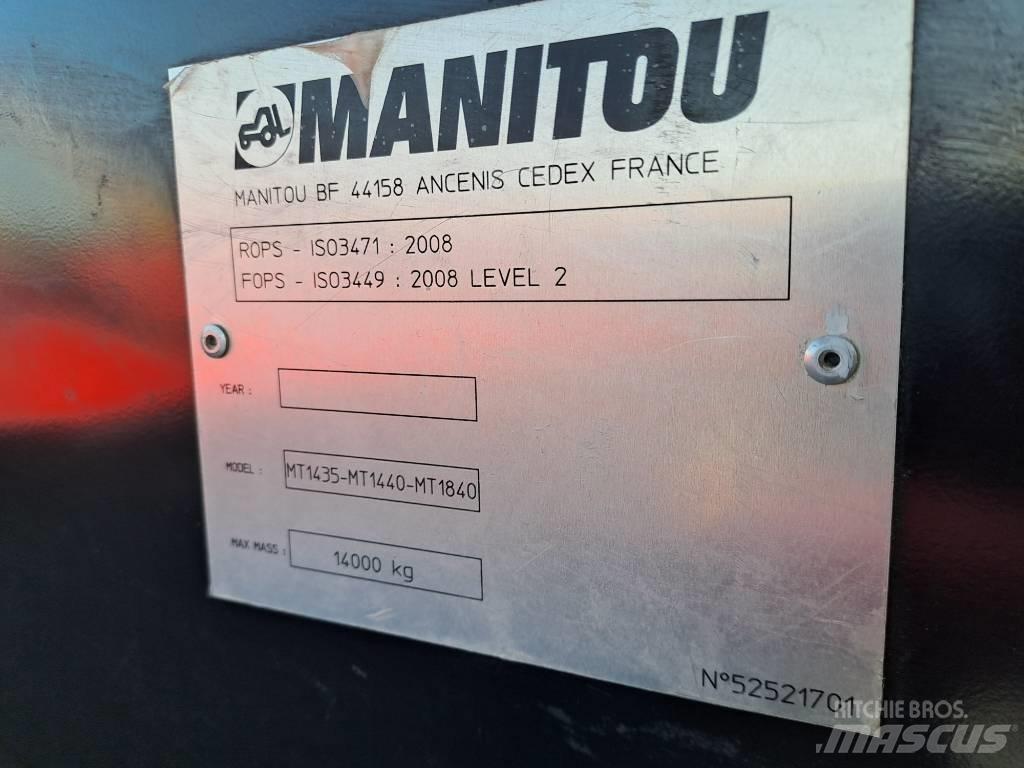 MANITOU
MANITOU BF 44158 ANCENIS CEDEX FRANCE
ROPS - ISO3471 : 2008
FOPS - ISO3449 : 2008 LEVEL 2
YEAR :
MODEL : MT1435-MT1440-MT1840
MAX MASS : 14000 kg
N°52521701
RITCHIE BROS.
MASCUS